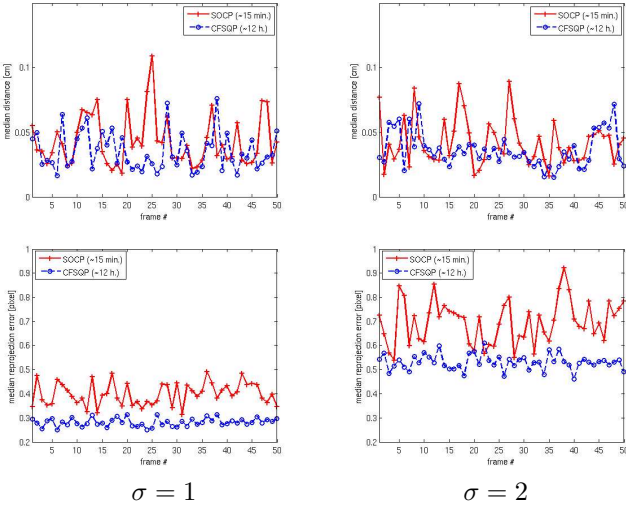 SOCP (~15 min.)
CFSQP (~12 h.)
median distance [cm]
0.1
0.05
0
5 10 15 20 25 30 35 40 45 50
frame #
SOCP (~15 min.)
CFSQP (~12 h.)
median distance [cm]
0.1
0.05
0
5 10 15 20 25 30 35 40 45 50
frame #
SOCP (~15 min.)
CFSQP (~12 h.)
median reprojection error [pixel]
1
0.9
0.8
0.7
0.6
0.5
0.4
0.3
0.2
5 10 15 20 25 30 35 40 45 50
frame #
σ = 1
SOCP (~15 min.)
CFSQP (~12 h.)
median reprojection error [pixel]
1
0.9
0.8
0.7
0.6
0.5
0.4
0.3
0.2
5 10 15 20 25 30 35 40 45 50
frame #
σ = 2